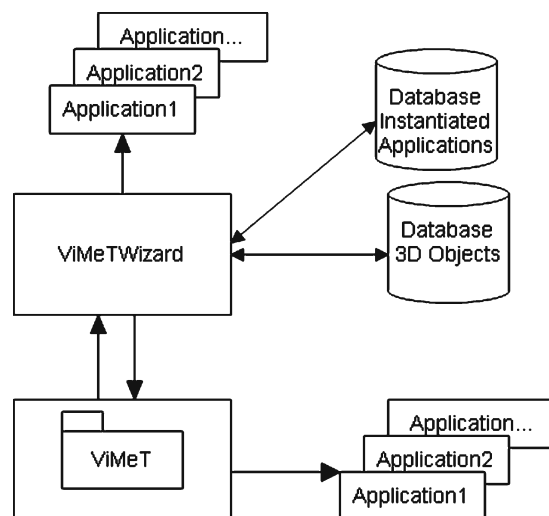 Application...
Application2
Application1
Database
Instantiated
Applications
ViMeTWizard
Database
3D Objects
ViMeT
Application...
Application2
Application1